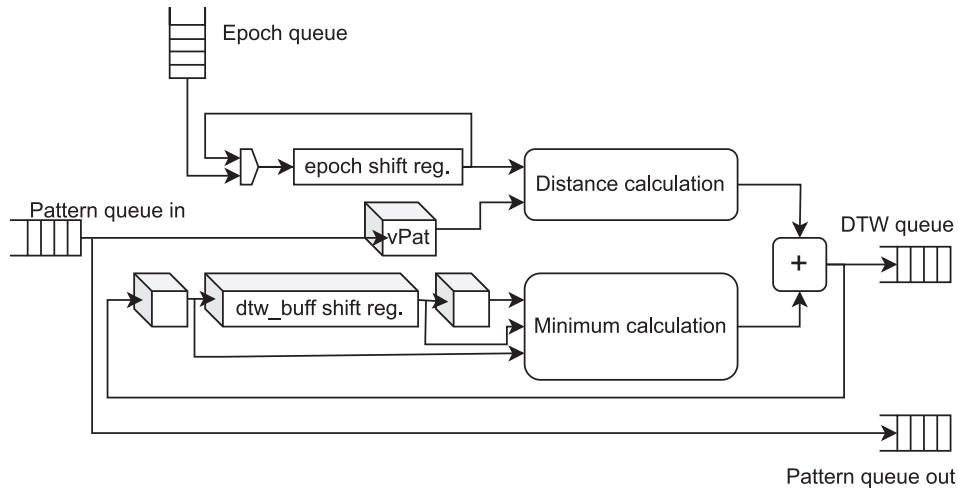 Epoch queue
epoch shift reg.
Distance calculation
Pattern queue in
vPat
DTW queue
+
dtw_buff shift reg.
Minimum calculation
Pattern queue out